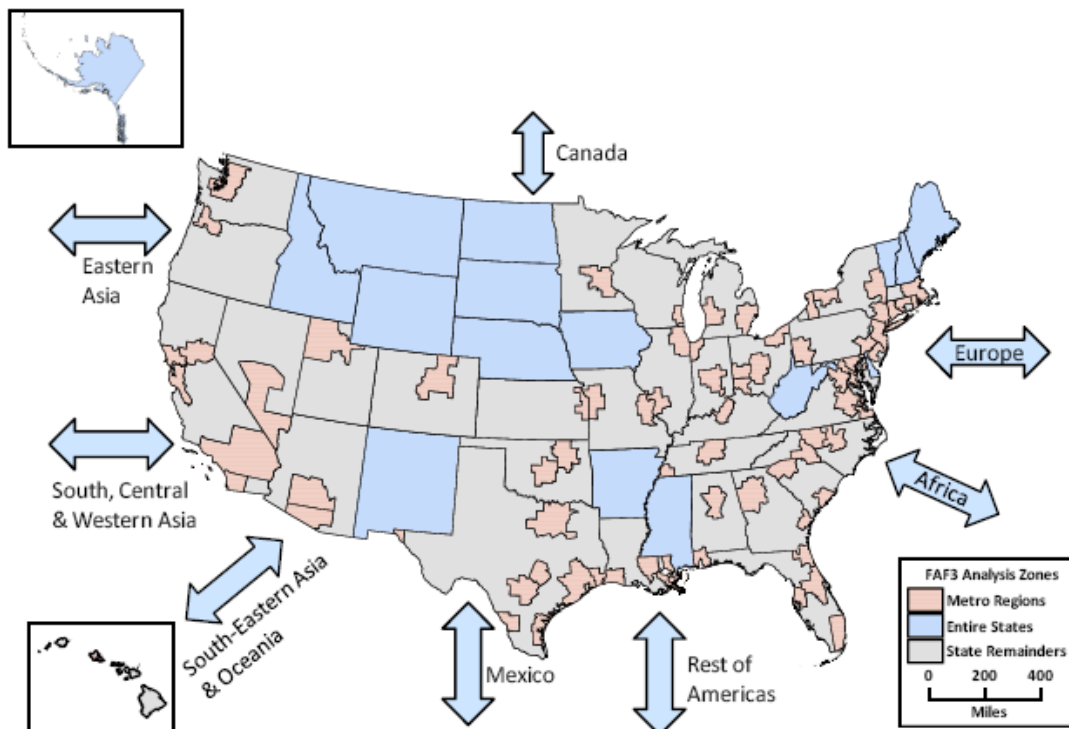 Canada
Eastern
Asia
Europe
South, Central
& Western Asia
Africa
South-Eastern Asia
& Oceania
Mexico
Rest of
Americas
FAF3 Analysis Zones
Metro Regions
Entire States
State Remainders
0 200 400
Miles